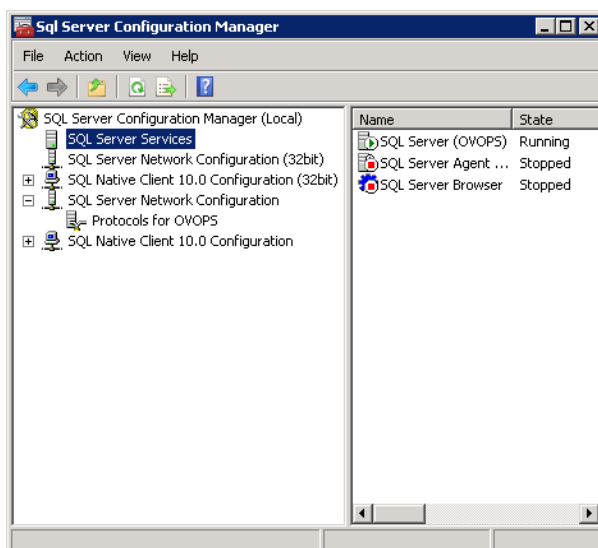 Sql Server Configuration Manager
File Action View Help
SQL Server Configuration Manager (Local)
SQL Server Services
SQL Server Network Configuration (32bit)
SQL Native Client 10.0 Configuration (32bit)
SQL Server Network Configuration
Protocols for OVOPS
SQL Native Client 10.0 Configuration
Name State
SQL Server (OVOPS) Running
SQL Server Agent ... Stopped
SQL Server Browser Stopped